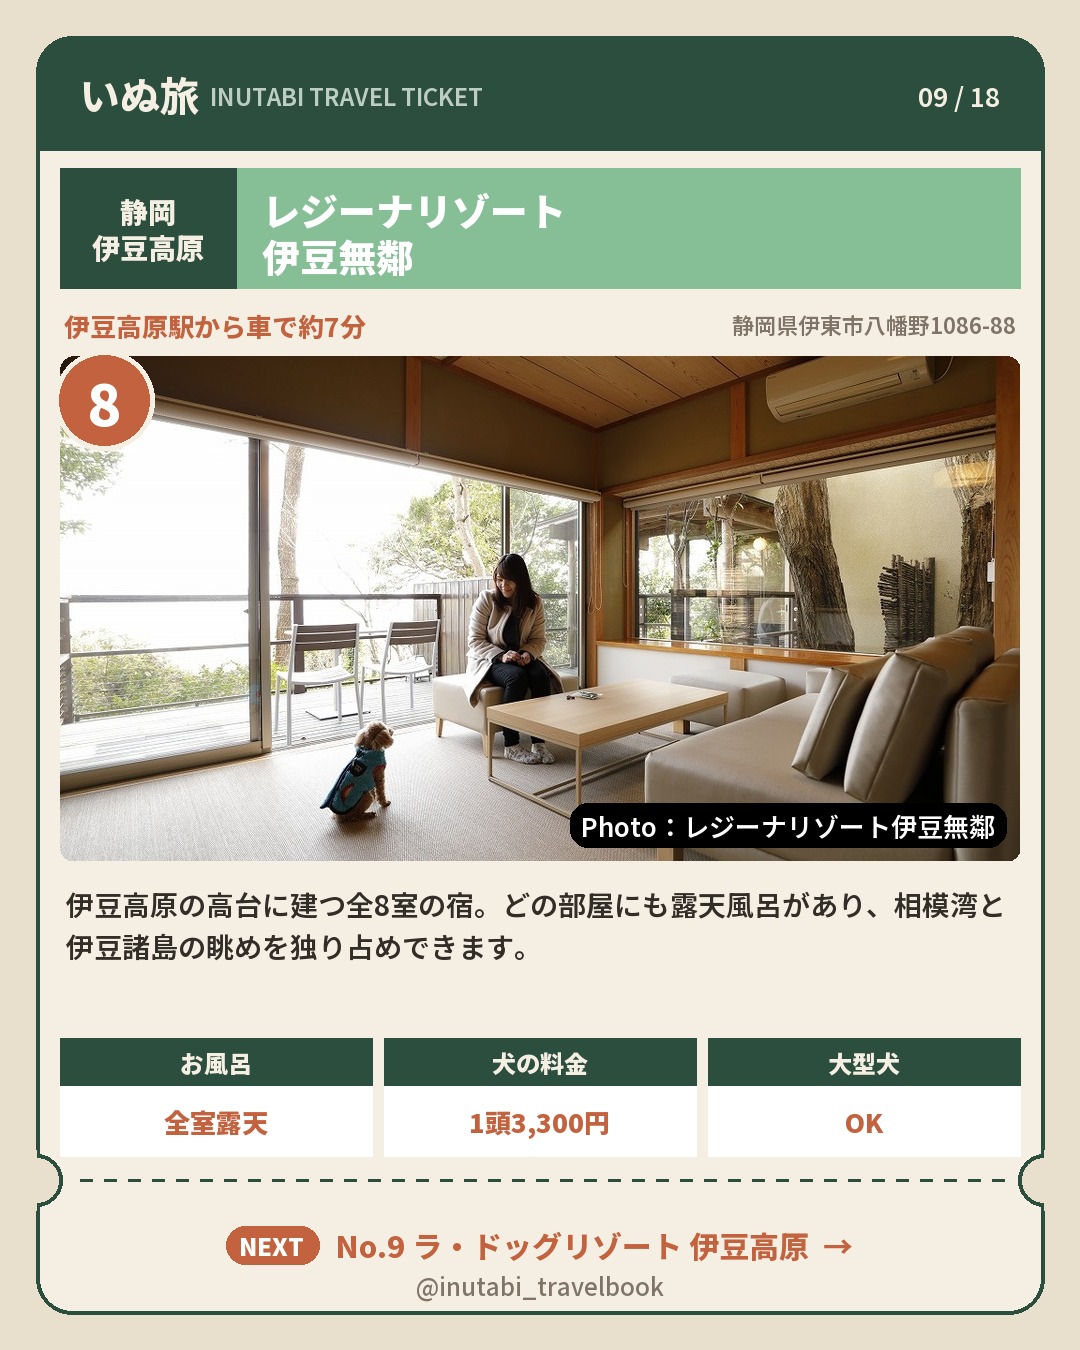 いぬ旅 INUTABI TRAVEL TICKET 09 / 18
静岡
伊豆高原
レジーナリゾート
伊豆無鄰
伊豆高原駅から車で約7分
静岡県伊東市八幡野1086-88
8
Photo：レジーナリゾート伊豆無鄰
伊豆高原の高台に建つ全8室の宿。どの部屋にも露天風呂があり、相模湾と
伊豆諸島の眺めを独り占めできます。
お風呂 犬の料金 大型犬
全室露天 1頭3,300円 OK
NEXT No.9 ラ・ドッグリゾート 伊豆高原 →
@inutabi_travelbook